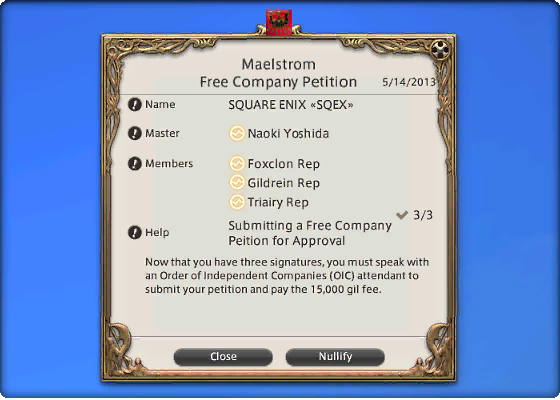 Maelstrom
Free Company Petition
5/14/2013
Name SQUARE ENIX «SQEX»
Master Naoki Yoshida
Members Foxclon Rep
Gildrein Rep
Triairy Rep
3/3
Help Submitting a Free Company
Peition for Approval
Now that you have three signatures, you must speak with
an Order of Independent Companies (OIC) attendant to
submit your petition and pay the 15,000 gil fee.
Close Nullify